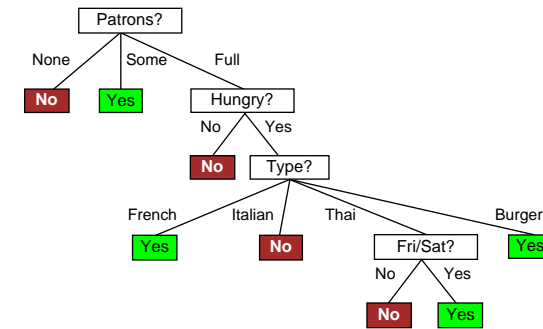 Patrons?
None Some Full
No Yes Hungry?
No Yes
No Type?
French Italian Thai Burger
Yes No Fri/Sat? Yes
No Yes
No Yes